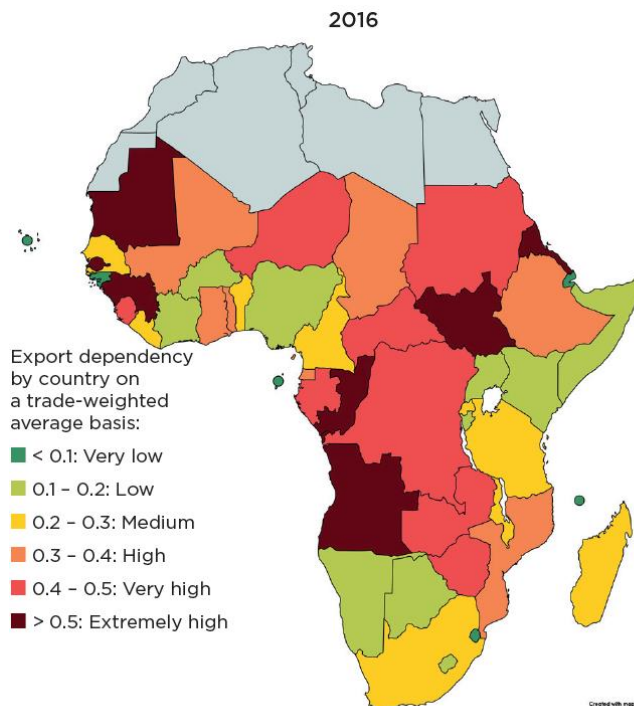 2016
Export dependency
by country on
a trade-weighted
average basis:
< 0.1: Very low
0.1 – 0.2: Low
0.2 – 0.3: Medium
0.3 – 0.4: High
0.4 – 0.5: Very high
> 0.5: Extremely high
Created with